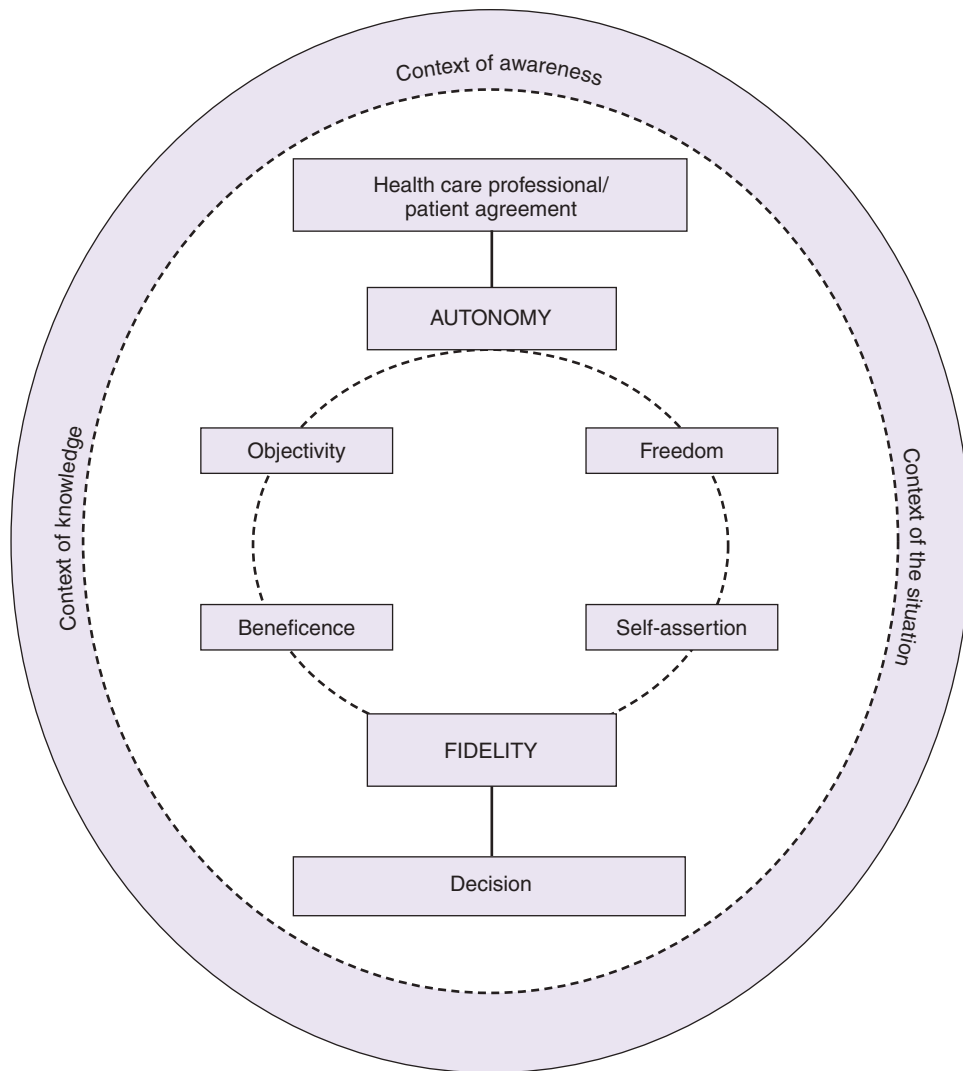 Context of awareness
Health care professional/
patient agreement
AUTONOMY
Objectivity
Freedom
Context of knowledge
Context of the situation
Beneficence
Self-assertion
FIDELITY
Decision